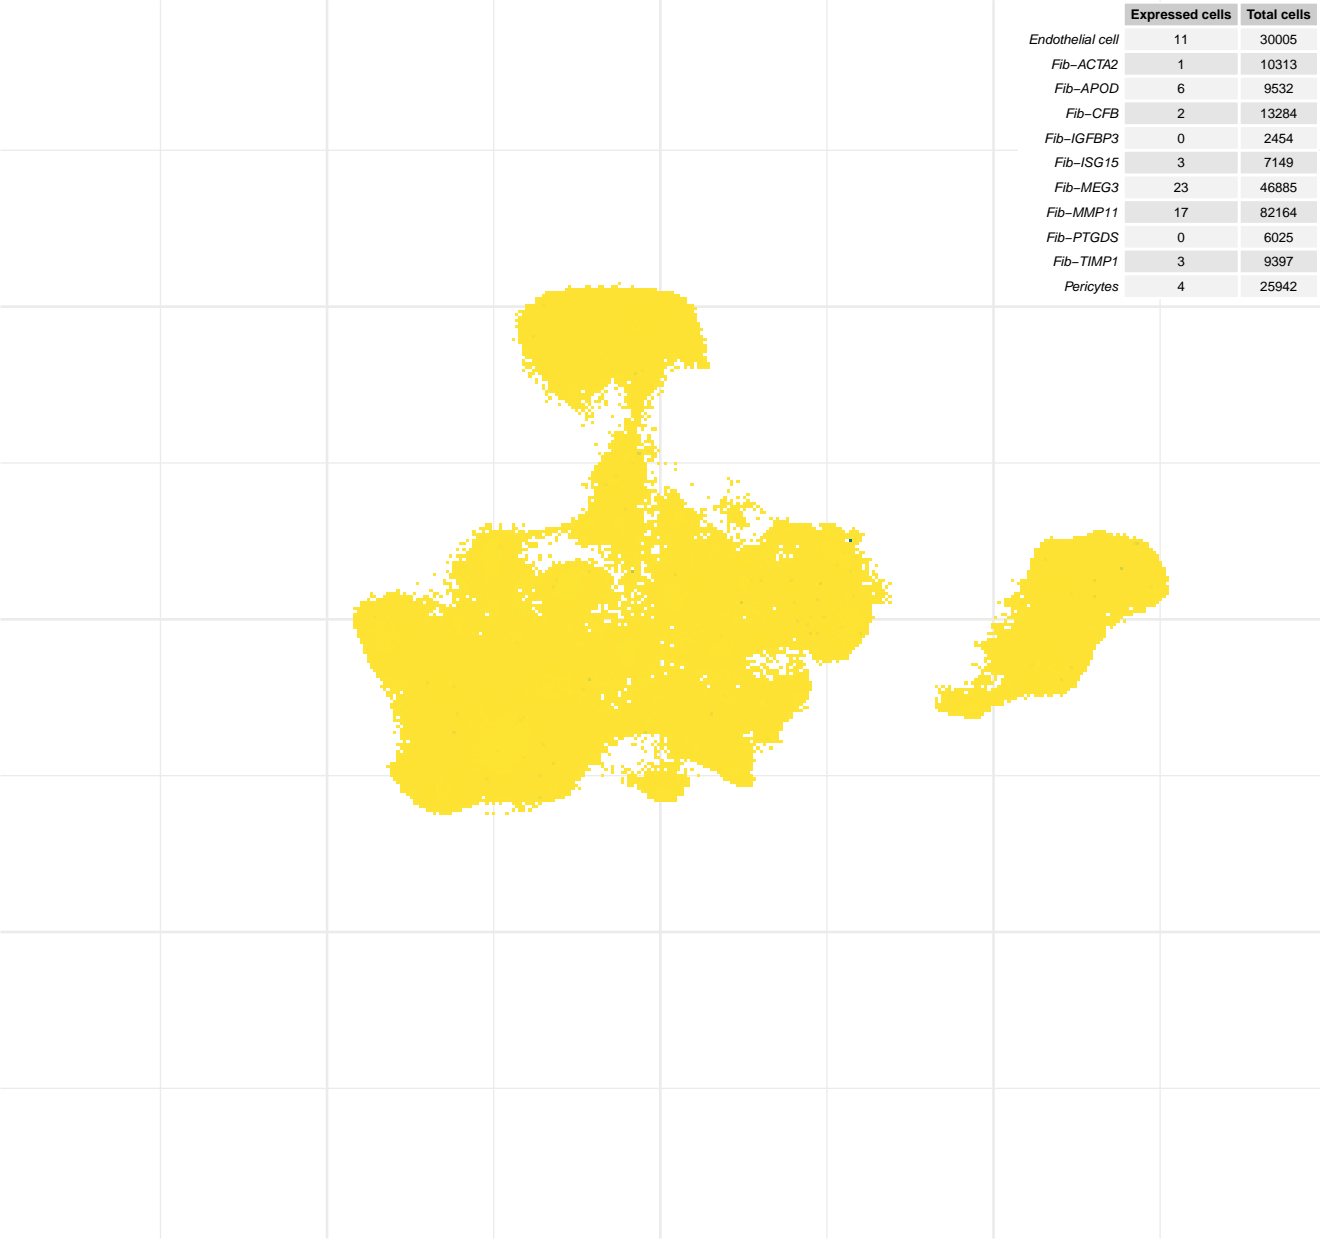 Expressed cells Total cells
Endothelial cell 11 30005
Fib−ACTA2 1 10313
Fib−APOD 6 9532
Fib−CFB 2 13284
Fib−IGFBP3 0 2454
Fib−ISG15 3 7149
Fib−MEG3 23 46885
Fib−MMP11 17 82164
Fib−PTGDS 0 6025
Fib−TIMP1 3 9397
Pericytes 4 25942